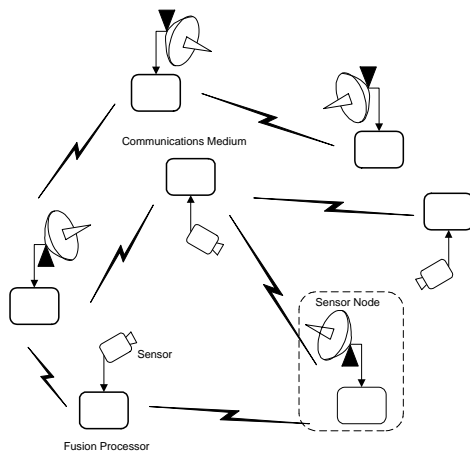 Communications Medium
Sensor Node
Sensor
Fusion Processor